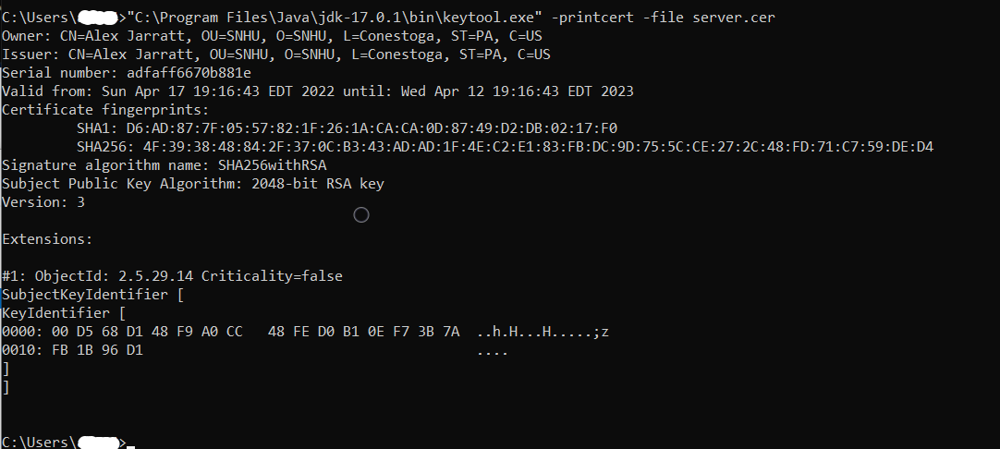 C:\Users\>"C:\Program Files\Java\jdk-17.0.1\bin\keytool.exe" -printcert -file server.cer
Owner: CN=Alex Jarratt, OU=SNHU, O=SNHU, L=Conestoga, ST=PA, C=US
Issuer: CN=Alex Jarratt, OU=SNHU, O=SNHU, L=Conestoga, ST=PA, C=US
Serial number: adfaff6670b881e
Valid from: Sun Apr 17 19:16:43 EDT 2022 until: Wed Apr 12 19:16:43 EDT 2023
Certificate fingerprints:
         SHA1: D6:AD:87:7F:05:57:82:1F:26:1A:CA:CA:0D:87:49:D2:DB:02:17:F0
         SHA256: 4F:39:38:48:84:2F:37:0C:B3:43:AD:AD:1F:4E:C2:E1:83:FB:DC:9D:75:5C:CE:27:2C:48:FD:71:C7:59:DE:D4
Signature algorithm name: SHA256withRSA
Subject Public Key Algorithm: 2048-bit RSA key
Version: 3
Extensions:
#1: ObjectId: 2.5.29.14 Criticality=false
SubjectKeyIdentifier [
KeyIdentifier [
0000: 00 D5 68 D1 48 F9 A0 CC   48 FE D0 B1 0E F7 3B 7A  ..h.H...H.....;z
0010: FB 1B 96 D1                                        ....
]
]
C:\Users\>